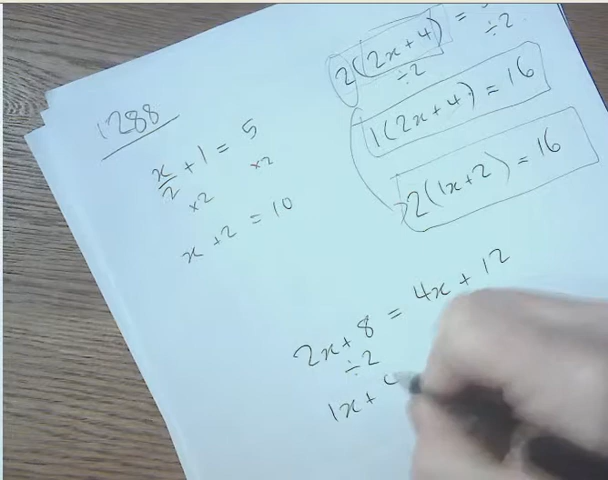 1288
x/2 + 1 = 5
×2 ×2
x + 2 = 10
2(2x+4) =
÷2 ÷2
1(2x+4) = 16
2(1x+2) = 16
2x + 8 = 4x + 12
÷2
1x +